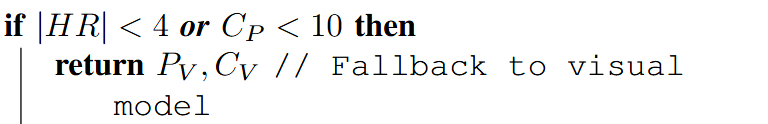 if |HR| < 4 or C_P < 10 then
return P_V, C_V // Fallback to visual
model